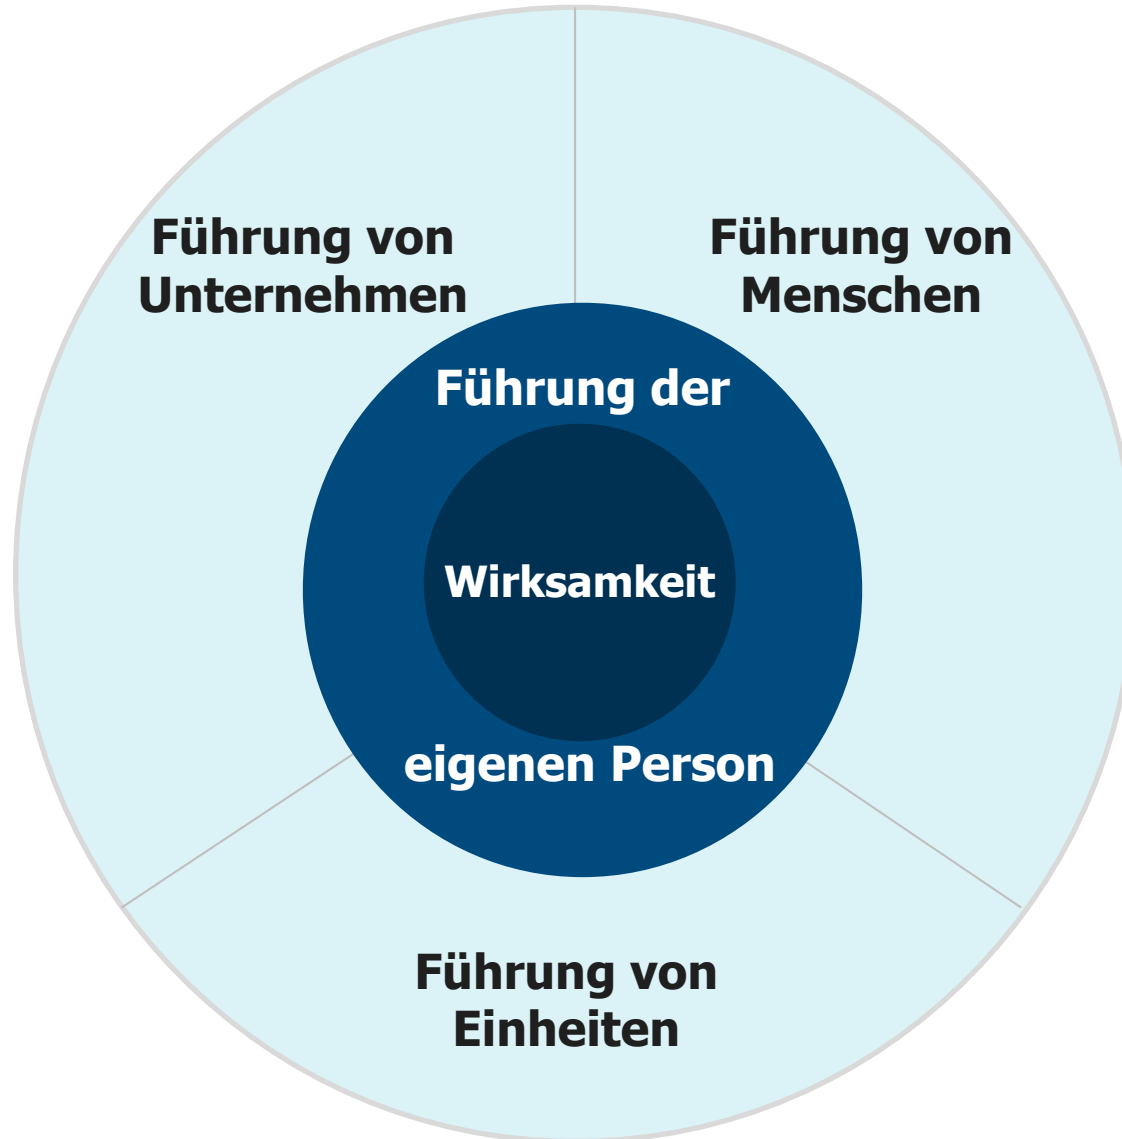 Führung von
Unternehmen
Führung von
Menschen
Führung der
Wirksamkeit
eigenen Person
Führung von
Einheiten